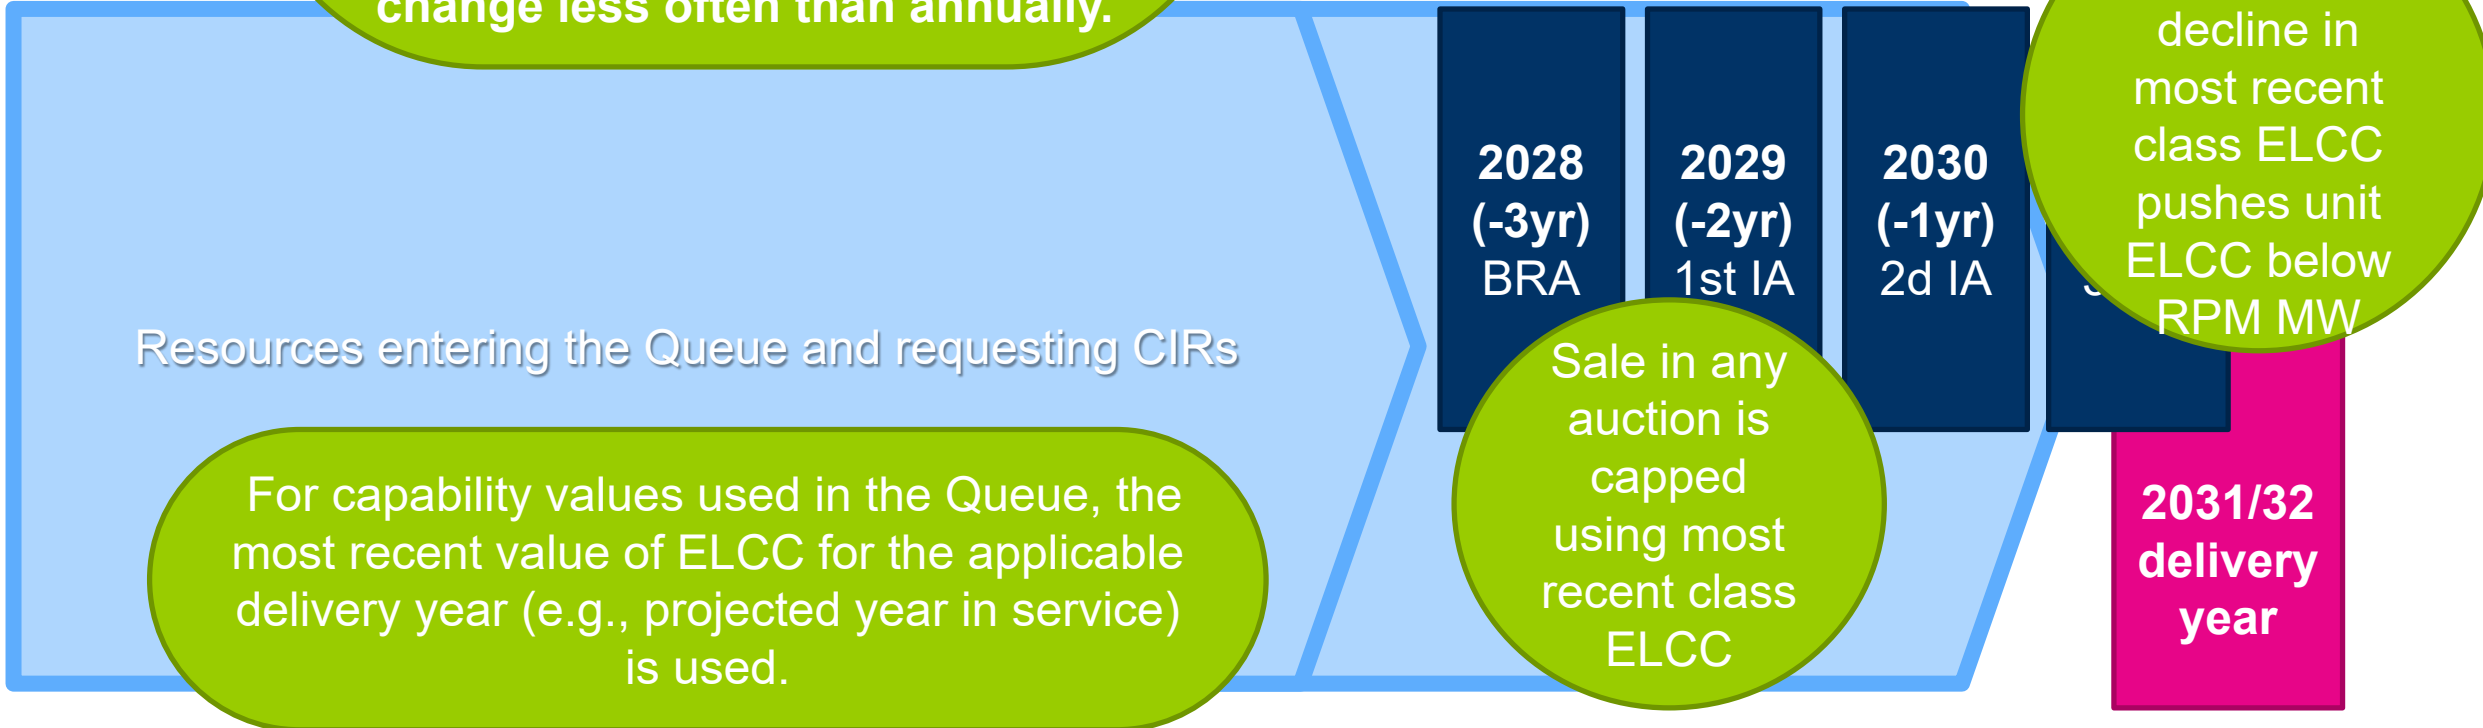 change less often than annually.
Resources entering the Queue and requesting CIRs
For capability values used in the Queue, the
most recent value of ELCC for the applicable
delivery year (e.g., projected year in service)
is used.
2028
(-3yr)
BRA
2029
(-2yr)
1st IA
2030
(-1yr)
2d IA
Sale in any
auction is
capped
using most
recent class
ELCC
decline in
most recent
class ELCC
pushes unit
ELCC below
RPM MW
2031/32
delivery
year